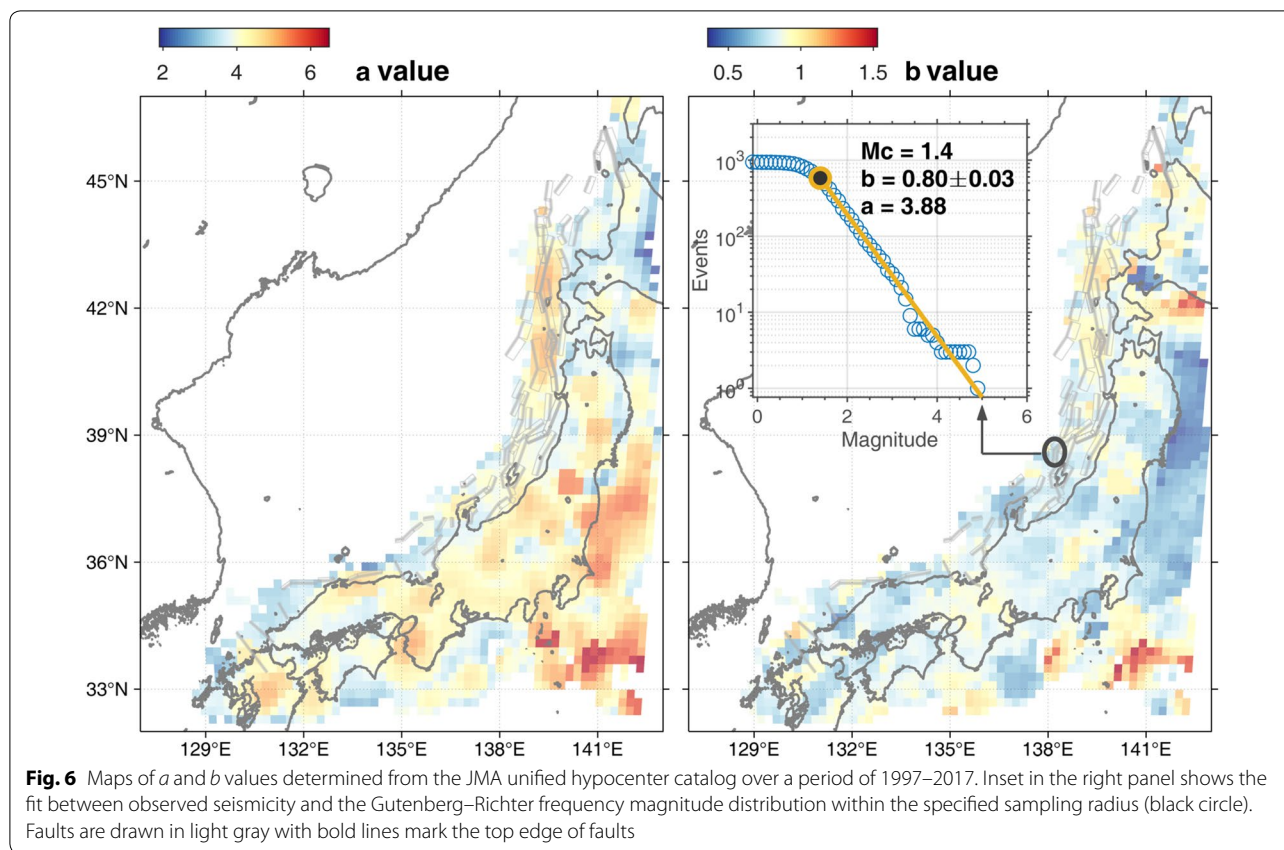 2 4 6 a value
0.5 1 1.5 b value
45°N
42°N
39°N
36°N
33°N
129°E 132°E 135°E 138°E 141°E
Mc = 1.4
b = 0.80±0.03
a = 3.88
10³
10²
10¹
10⁰
Events
0 2 4 6
Magnitude
129°E 132°E 135°E 138°E 141°E
Fig. 6 Maps of a and b values determined from the JMA unified hypocenter catalog over a period of 1997–2017. Inset in the right panel shows the
fit between observed seismicity and the Gutenberg–Richter frequency magnitude distribution within the specified sampling radius (black circle).
Faults are drawn in light gray with bold lines mark the top edge of faults